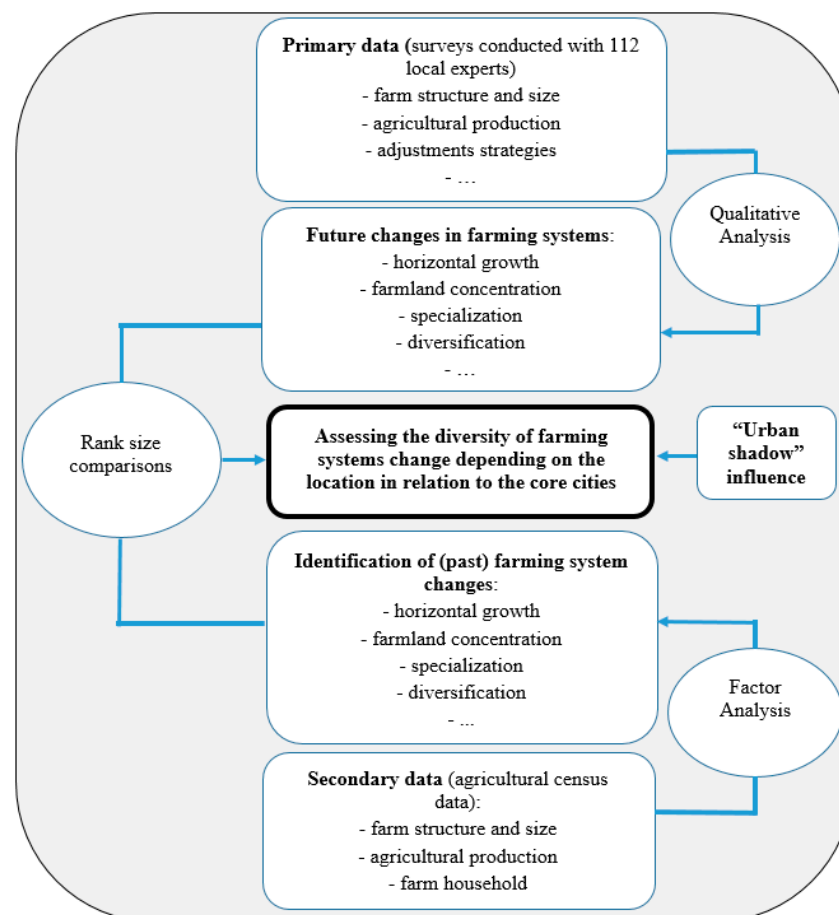 Primary data (surveys conducted with 112
local experts)
- farm structure and size
- agricultural production
- adjustments strategies
- …
Qualitative
Analysis
Future changes in farming systems:
- horizontal growth
- farmland concentration
- specialization
- diversification
- …
Rank size
comparisons
Assessing the diversity of farming
systems change depending on the
location in relation to the core cities
“Urban
shadow”
influence
Identification of (past) farming system
changes:
- horizontal growth
- farmland concentration
- specialization
- diversification
- ...
Factor
Analysis
Secondary data (agricultural census
data):
- farm structure and size
- agricultural production
- farm household